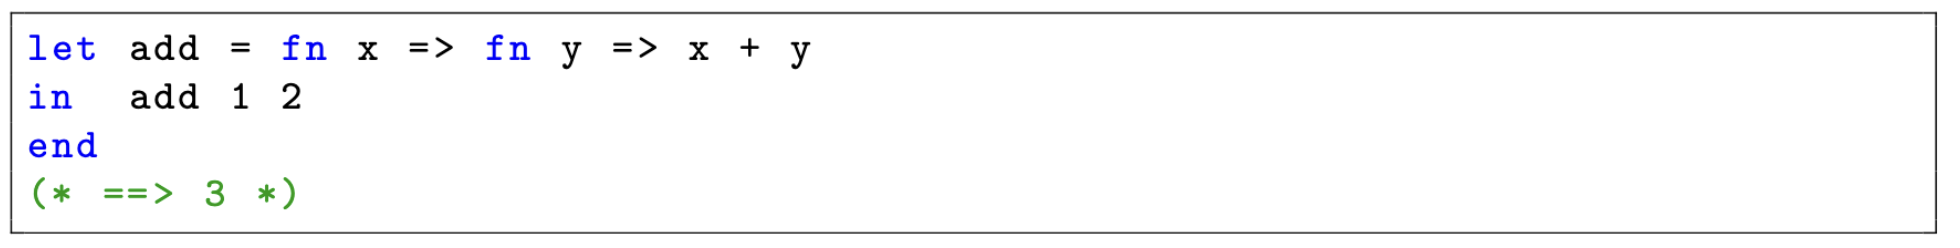 let add = fn x => fn y => x + y
in  add 1 2
end
(* ==> 3 *)